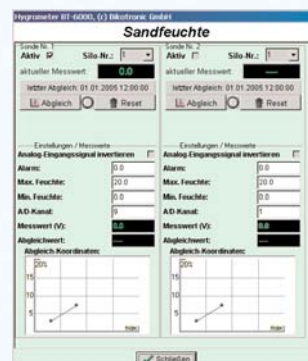 Hygrometer BT-6000, (c) Bikotronic GmbH
Sandfeuchte
Sonde Nr. 1
Aktiv
Silo-Nr.: 1
aktueller Messwert: 0.0
letzter Abgleich: 01.01.2005 12:00:00
Abgleich
Reset
Einstellungen / Messwerte
Analog-Eingangssignal invertieren
Alarm: 0.0
Max. Feuchte: 20.0
Min. Feuchte: 0.0
A/D-Kanal: 9
Messwert (V): 0.0
Abgleichwert: ----
Abgleich-Koordinaten:
20%
15
10
5
max
Sonde Nr. 2
Aktiv
Silo-Nr.: 1
aktueller Messwert: ----
letzter Abgleich: 01.01.2005 12:00:00
Abgleich
Reset
Einstellungen / Messwerte
Analog-Eingangssignal invertieren
Alarm: 0.0
Max. Feuchte: 20.0
Min. Feuchte: 0.0
A/D-Kanal: 1
Messwert (V): 0.0
Abgleichwert: ----
Abgleich-Koordinaten:
20%
15
10
5
max
Schließen